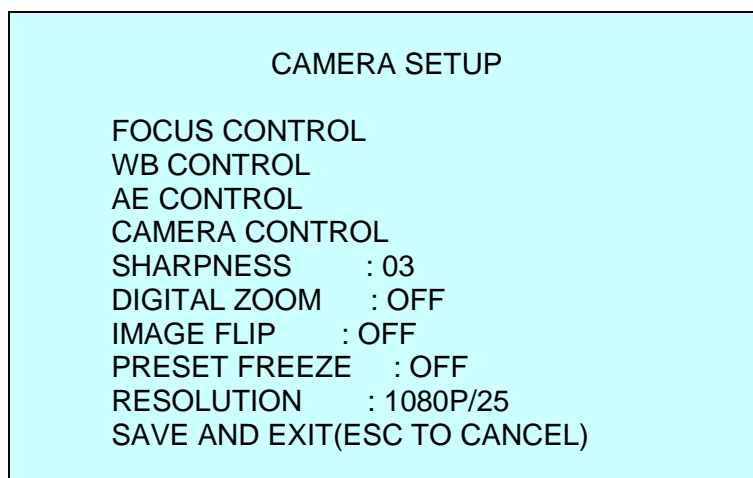 CAMERA SETUP
FOCUS CONTROL
WB CONTROL
AE CONTROL
CAMERA CONTROL
SHARPNESS : 03
DIGITAL ZOOM : OFF
IMAGE FLIP : OFF
PRESET FREEZE : OFF
RESOLUTION : 1080P/25
SAVE AND EXIT(ESC TO CANCEL)